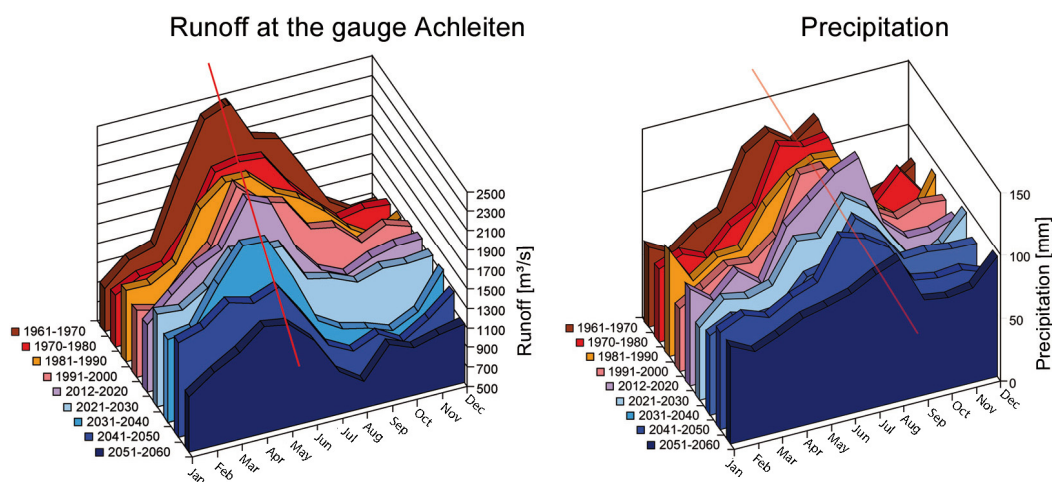 Runoff at the gauge Achleiten
2500
2300
2100
1900
1700
1500
1300
1100
900
700
500
Runoff [m³/s]
1961-1970
1970-1980
1981-1990
1991-2000
2012-2020
2021-2030
2031-2040
2041-2050
2051-2060
Jan
Feb
Mar
Apr
May
Jun
Jul
Aug
Sep
Oct
Nov
Dec
Precipitation
150
100
50
0
Precipitation [mm]
1961-1970
1970-1980
1981-1990
1991-2000
2012-2020
2021-2030
2031-2040
2041-2050
2051-2060
Jan
Feb
Mar
Apr
May
Jun
Jul
Aug
Sep
Oct
Nov
Dec